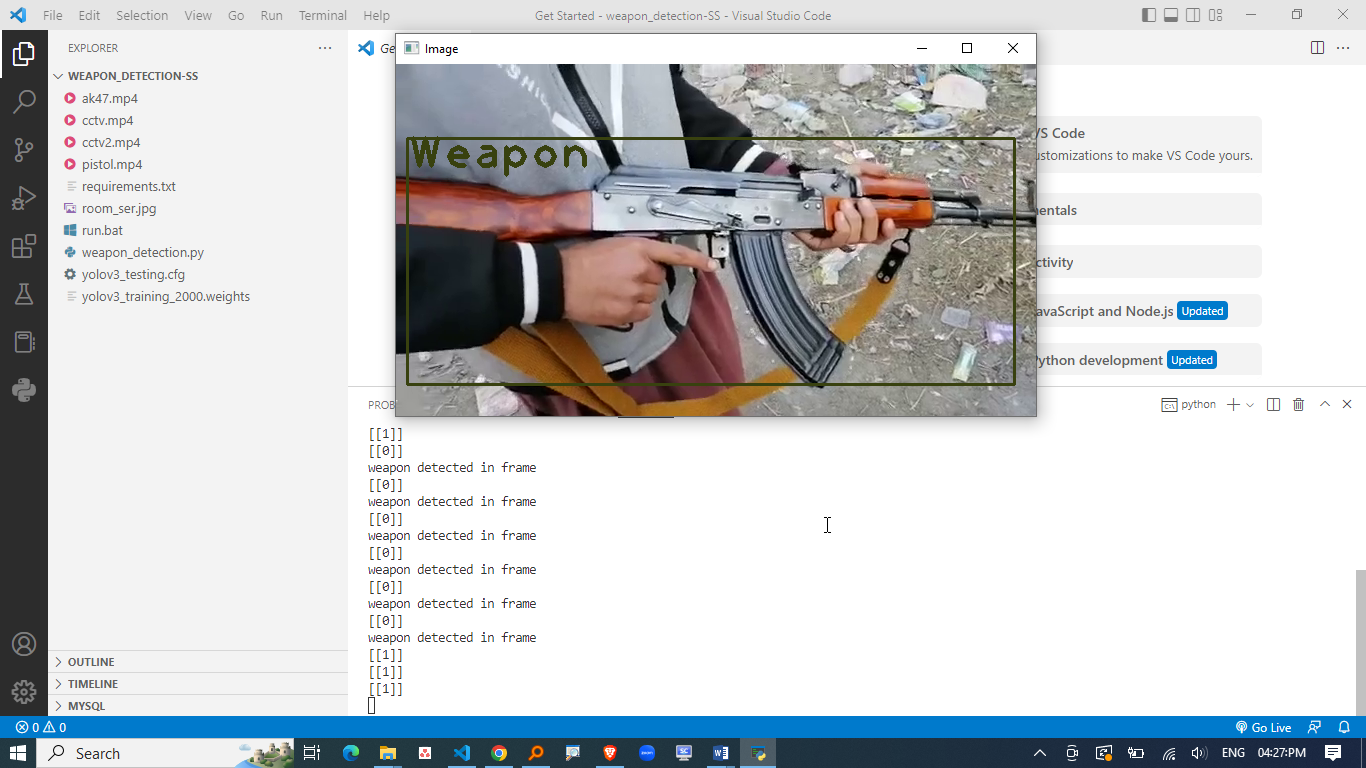 File Edit Selection View Go Run Terminal Help
Get Started - weapon_detection-SS - Visual Studio Code
EXPLORER
WEAPON_DETECTION-SS
ak47.mp4
cctv.mp4
cctv2.mp4
pistol.mp4
requirements.txt
room_ser.jpg
run.bat
weapon_detection.py
yolov3_testing.cfg
yolov3_training_2000.weights
OUTLINE
TIMELINE
MYSQL
Ge
Image
Weapon
VS Code
ustomizations to make VS Code yours.
mentals
ctivity
avaScript and Node.js Updated
Python development Updated
PROB
python
[[1]]
[[0]]
weapon detected in frame
[[0]]
weapon detected in frame
[[0]]
weapon detected in frame
[[0]]
weapon detected in frame
[[0]]
weapon detected in frame
[[0]]
weapon detected in frame
[[1]]
[[1]]
[[1]]
0 0
Go Live
Search
ENG 04:27:PM